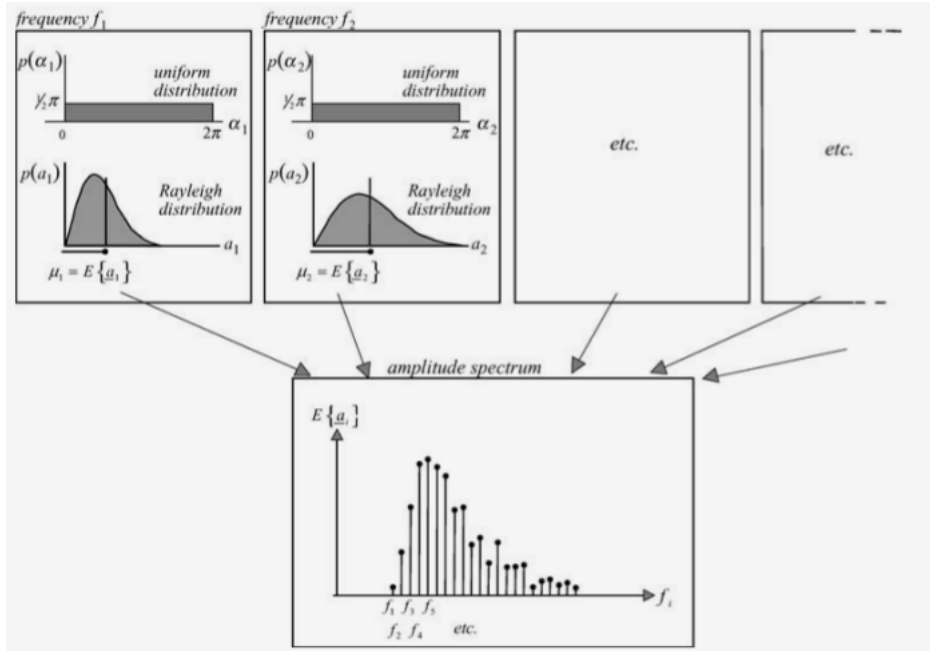 frequency f₁
p(α₁)
uniform
distribution
½π
0
2π
α₁
p(a₁)
Rayleigh
distribution
a₁
μ₁ = E{a₁}
frequency f₂
p(α₂)
uniform
distribution
½π
0
2π
α₂
p(a₂)
Rayleigh
distribution
a₂
μ₂ = E{a₂}
etc.
etc.
amplitude spectrum
E{aᵢ}
fᵢ
f₁ f₃ f₅
f₂ f₄ etc.